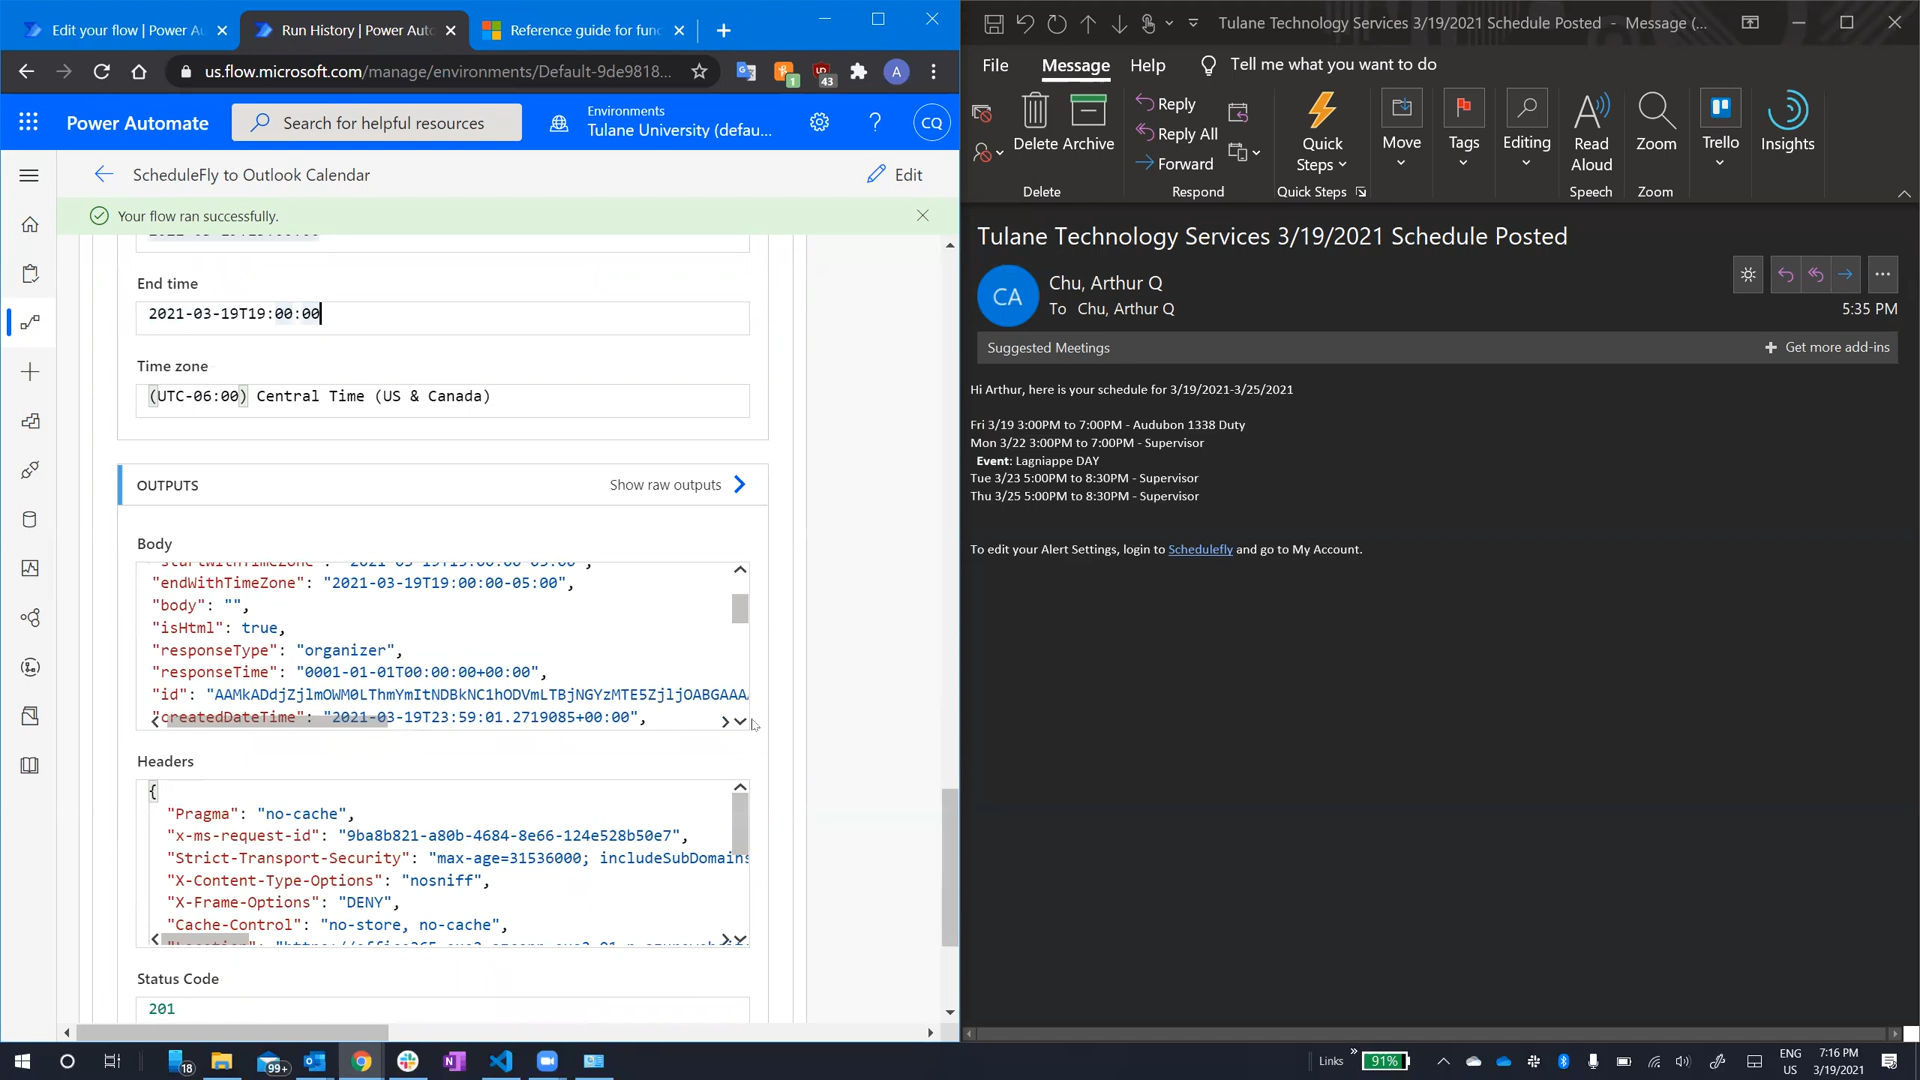 Edit your flow | Power Au
Run History | Power Auto
Reference guide for func
us.flow.microsoft.com/manage/environments/Default-9de9818...
1
43
A
Power Automate
Search for helpful resources
Environments
Tulane University (defau...
CQ
ScheduleFly to Outlook Calendar
Edit
Your flow ran successfully.
End time
2021-03-19T19:00:00
Time zone
(UTC-06:00) Central Time (US & Canada)
OUTPUTS
Show raw outputs
Body
"endWithTimeZone": "2021-03-19T19:00:00-05:00",
"body": "",
"isHtml": true,
"responseType": "organizer",
"responseTime": "0001-01-01T00:00:00+00:00",
"createdDateTime": "2021-03-19T23:59:01.2719085+00:00",
Headers
{
"Pragma": "no-cache",
"x-ms-request-id": "9ba8b821-a80b-4684-8e66-124e528b50e7",
"Strict-Transport-Security": "max-age=31536000; includeSubDomains
"X-Content-Type-Options": "nosniff",
"X-Frame-Options": "DENY",
"Cache-Control": "no-store, no-cache",
Status Code
201
Tulane Technology Services 3/19/2021 Schedule Posted - Message (...
File
Message
Help
Tell me what you want to do
Delete
Archive
Reply
Reply All
Forward
Quick Steps
Move
Tags
Editing
Read Aloud
Zoom
Trello
Insights
Delete
Respond
Quick Steps
Speech
Zoom
Tulane Technology Services 3/19/2021 Schedule Posted
CA
Chu, Arthur Q
To Chu, Arthur Q
5:35 PM
Suggested Meetings
+ Get more add-ins
Hi Arthur, here is your schedule for 3/19/2021-3/25/2021
Fri 3/19 3:00PM to 7:00PM - Audubon 1338 Duty
Mon 3/22 3:00PM to 7:00PM - Supervisor
Event: Lagniappe DAY
Tue 3/23 5:00PM to 8:30PM - Supervisor
Thu 3/25 5:00PM to 8:30PM - Supervisor
To edit your Alert Settings, login to Schedulefly and go to My Account.
18
99+
Links
91%
ENG
US
7:16 PM
3/19/2021